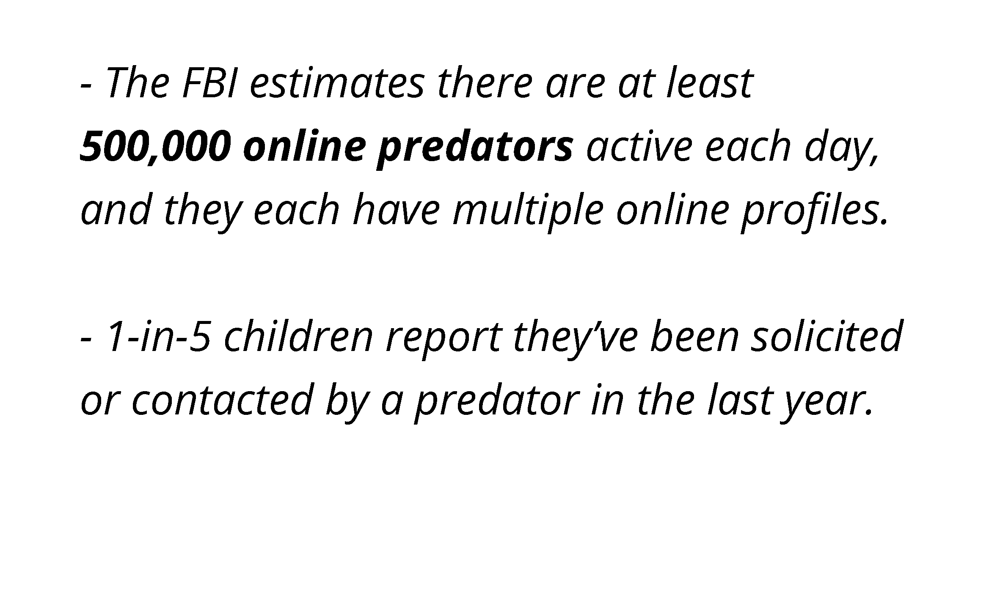 - The FBI estimates there are at least
500,000 online predators active each day,
and they each have multiple online profiles.
- 1-in-5 children report they’ve been solicited
or contacted by a predator in the last year.